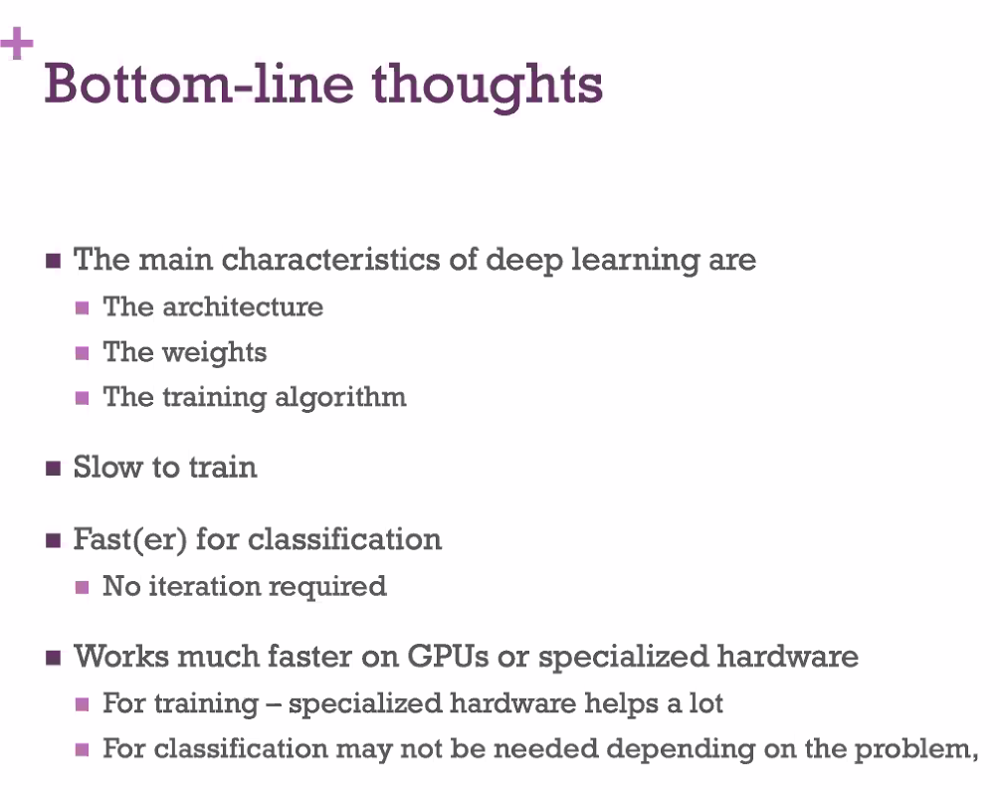 Bottom-line thoughts
The main characteristics of deep learning are
The architecture
The weights
The training algorithm
Slow to train
Fast(er) for classification
No iteration required
Works much faster on GPUs or specialized hardware
For training – specialized hardware helps a lot
For classification may not be needed depending on the problem,